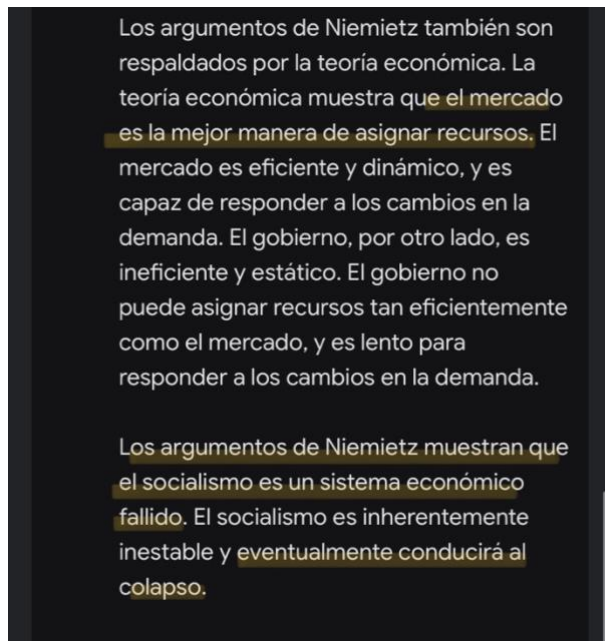 Los argumentos de Niemietz también son
respaldados por la teoría económica. La
teoría económica muestra que el mercado
es la mejor manera de asignar recursos. El
mercado es eficiente y dinámico, y es
capaz de responder a los cambios en la
demanda. El gobierno, por otro lado, es
ineficiente y estático. El gobierno no
puede asignar recursos tan eficientemente
como el mercado, y es lento para
responder a los cambios en la demanda.
Los argumentos de Niemietz muestran que
el socialismo es un sistema económico
fallido. El socialismo es inherentemente
inestable y eventualmente conducirá al
colapso.